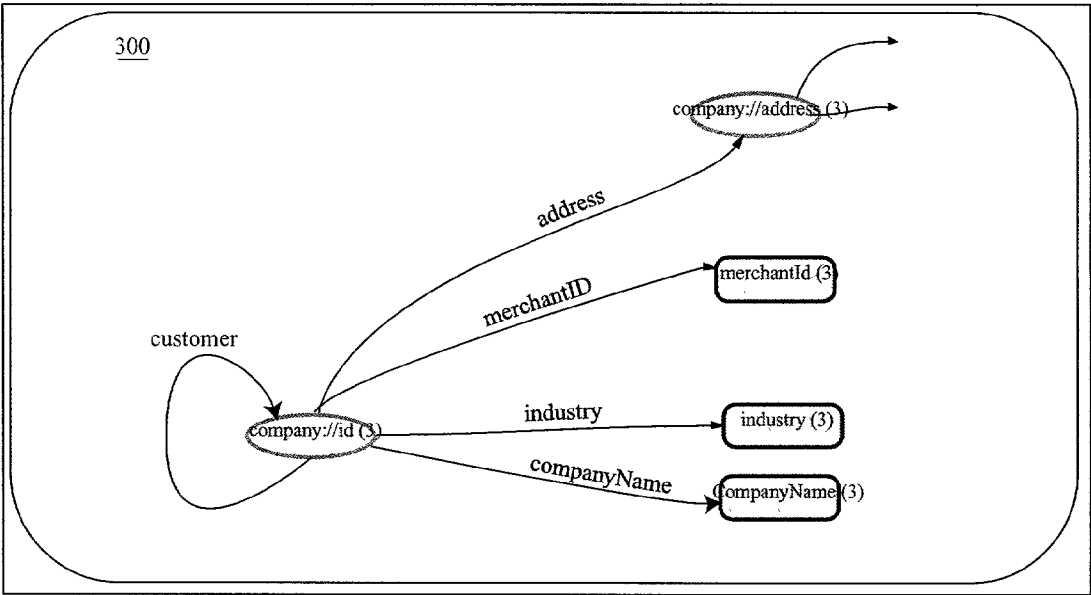 300
company://address (3)
address
merchantId (3)
merchantID
customer
company://id (3)
industry
industry (3)
companyName
CompanyName (3)